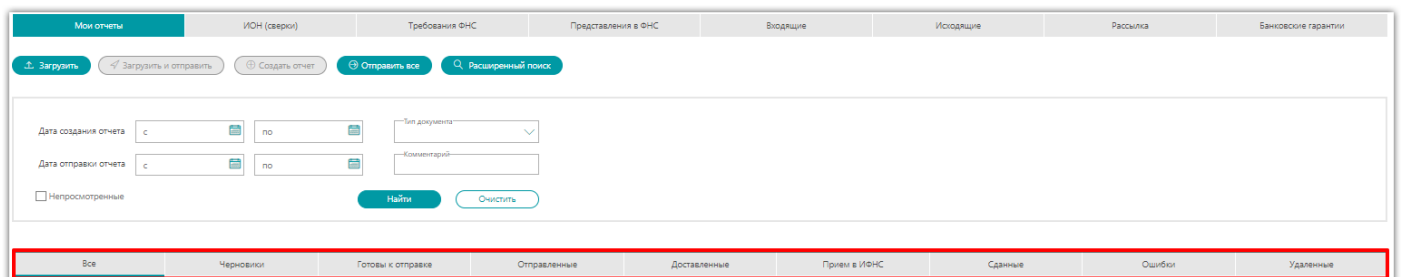 Мои отчеты ИОН (сверки) Требования ФНС Представления в ФНС Входящие Исходящие Рассылка Банковские гарантии
Загрузить Загрузить и отправить Создать отчет Отправить все Расширенный поиск
Тип документа
Дата создания отчета с по
Комментарий
Дата отправки отчета с по
Непросмотренные Найти Очистить
Все Черновики Готовы к отправке Отправленные Доставленные Прием в ИФНС Сданные Ошибки Удаленные